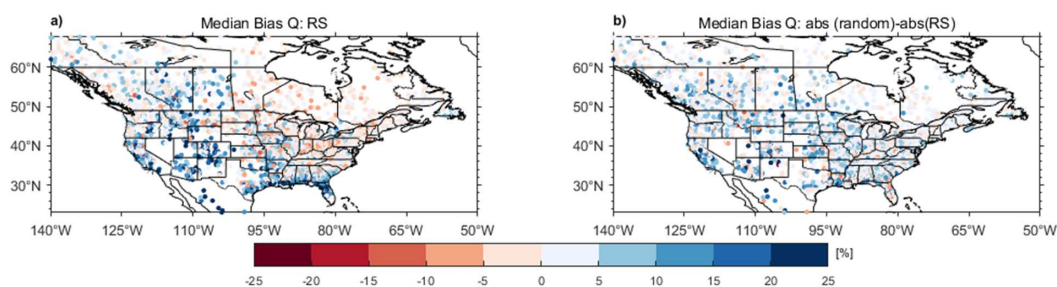 a) Median Bias Q: RS
b) Median Bias Q: abs (random)-abs(RS)
60°N
50°N
40°N
30°N
140°W 125°W 110°W 95°W 80°W 65°W 50°W
60°N
50°N
40°N
30°N
140°W 125°W 110°W 95°W 80°W 65°W 50°W
[%]
-25 -20 -15 -10 -5 0 5 10 15 20 25